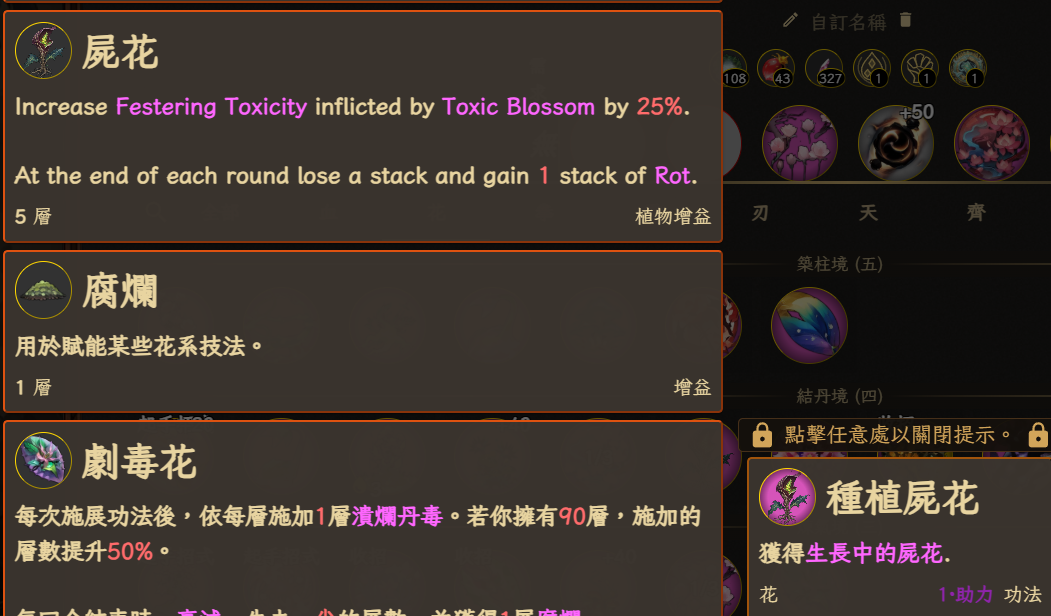 屍花
Increase Festering Toxicity inflicted by Toxic Blossom by 25%.
At the end of each round lose a stack and gain 1 stack of Rot.
5 層
植物增益
腐爛
用於賦能某些花系技法。
1 層
增益
劇毒花
每次施展功法後，依每層施加1層潰爛丹毒。若你擁有90層，施加的
層數提升50%。
自訂名稱
108
43
327
1
1
1
+50
刃
天
齊
築柱境 (五)
結丹境 (四)
點擊任意處以關閉提示。
種植屍花
獲得生長中的屍花.
花
1·助力 功法